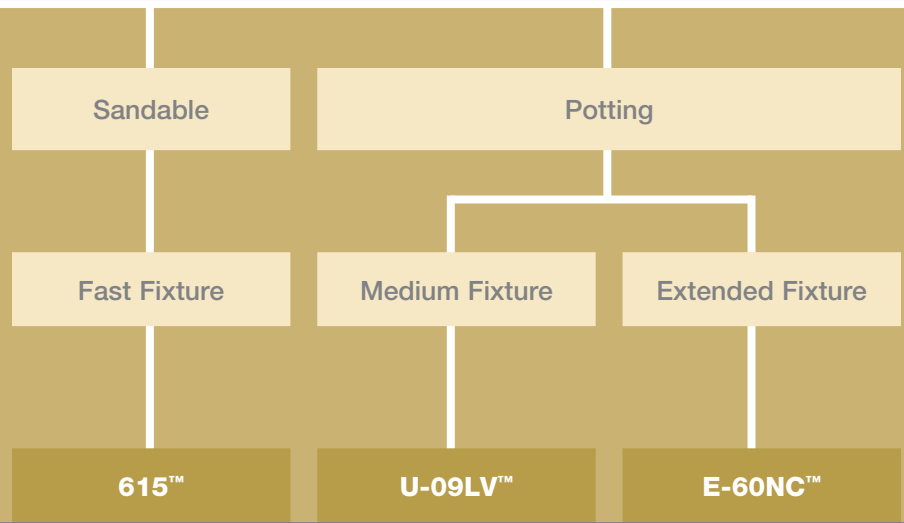 Sandable
Potting
Fast Fixture
Medium Fixture
Extended Fixture
615™
U-09LV™
E-60NC™